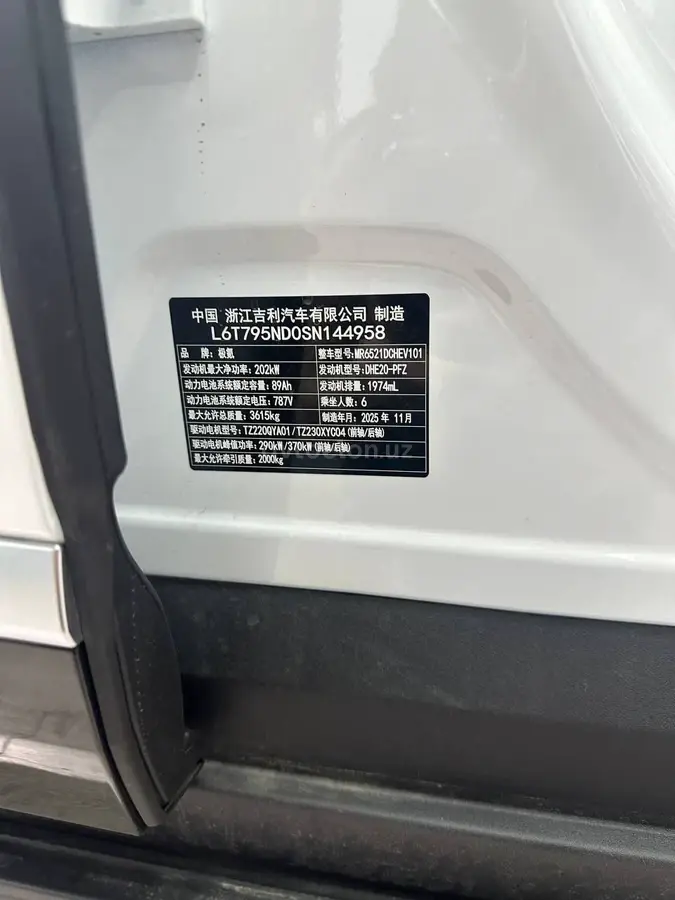 中国 浙江吉利汽车有限公司 制造
L6T795ND0SN144958
品 牌: 极氪 整车型号: MR6521DCHEV101
发动机最大净功率: 202kW 发动机型号: DHE20-PFZ
动力电池系统额定容量: 89Ah 发动机排量: 1974mL
动力电池系统额定电压: 787V 乘坐人数: 6
最大允许总质量: 3615kg 制造年月: 2025 年 11月
驱动电机型号: TZ220QYA01/TZ230XYC04 (前轴/后轴)
驱动电机峰值功率: 290kW/370kW (前轴/后轴)
最大允许牵引质量: 2000kg